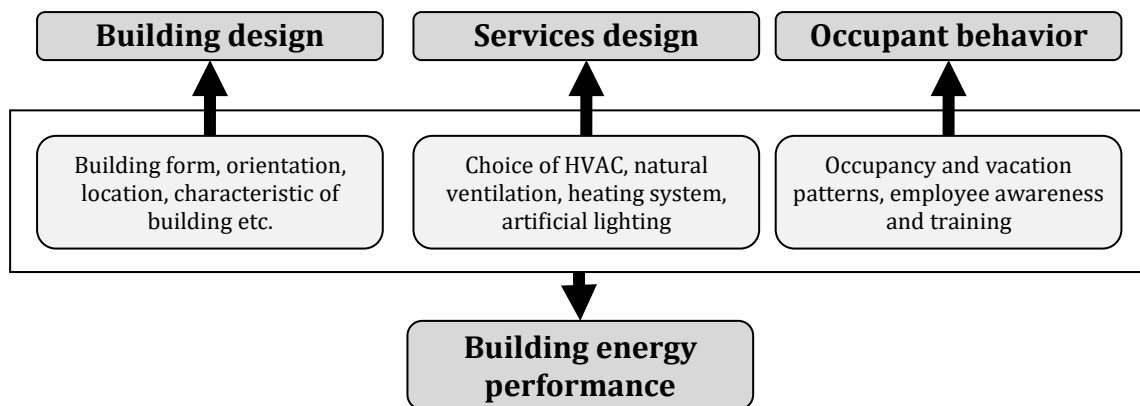 Building design
Services design
Occupant behavior
Building form, orientation,
location, characteristic of
building etc.
Choice of HVAC, natural
ventilation, heating system,
artificial lighting
Occupancy and vacation
patterns, employee awareness
and training
Building energy
performance